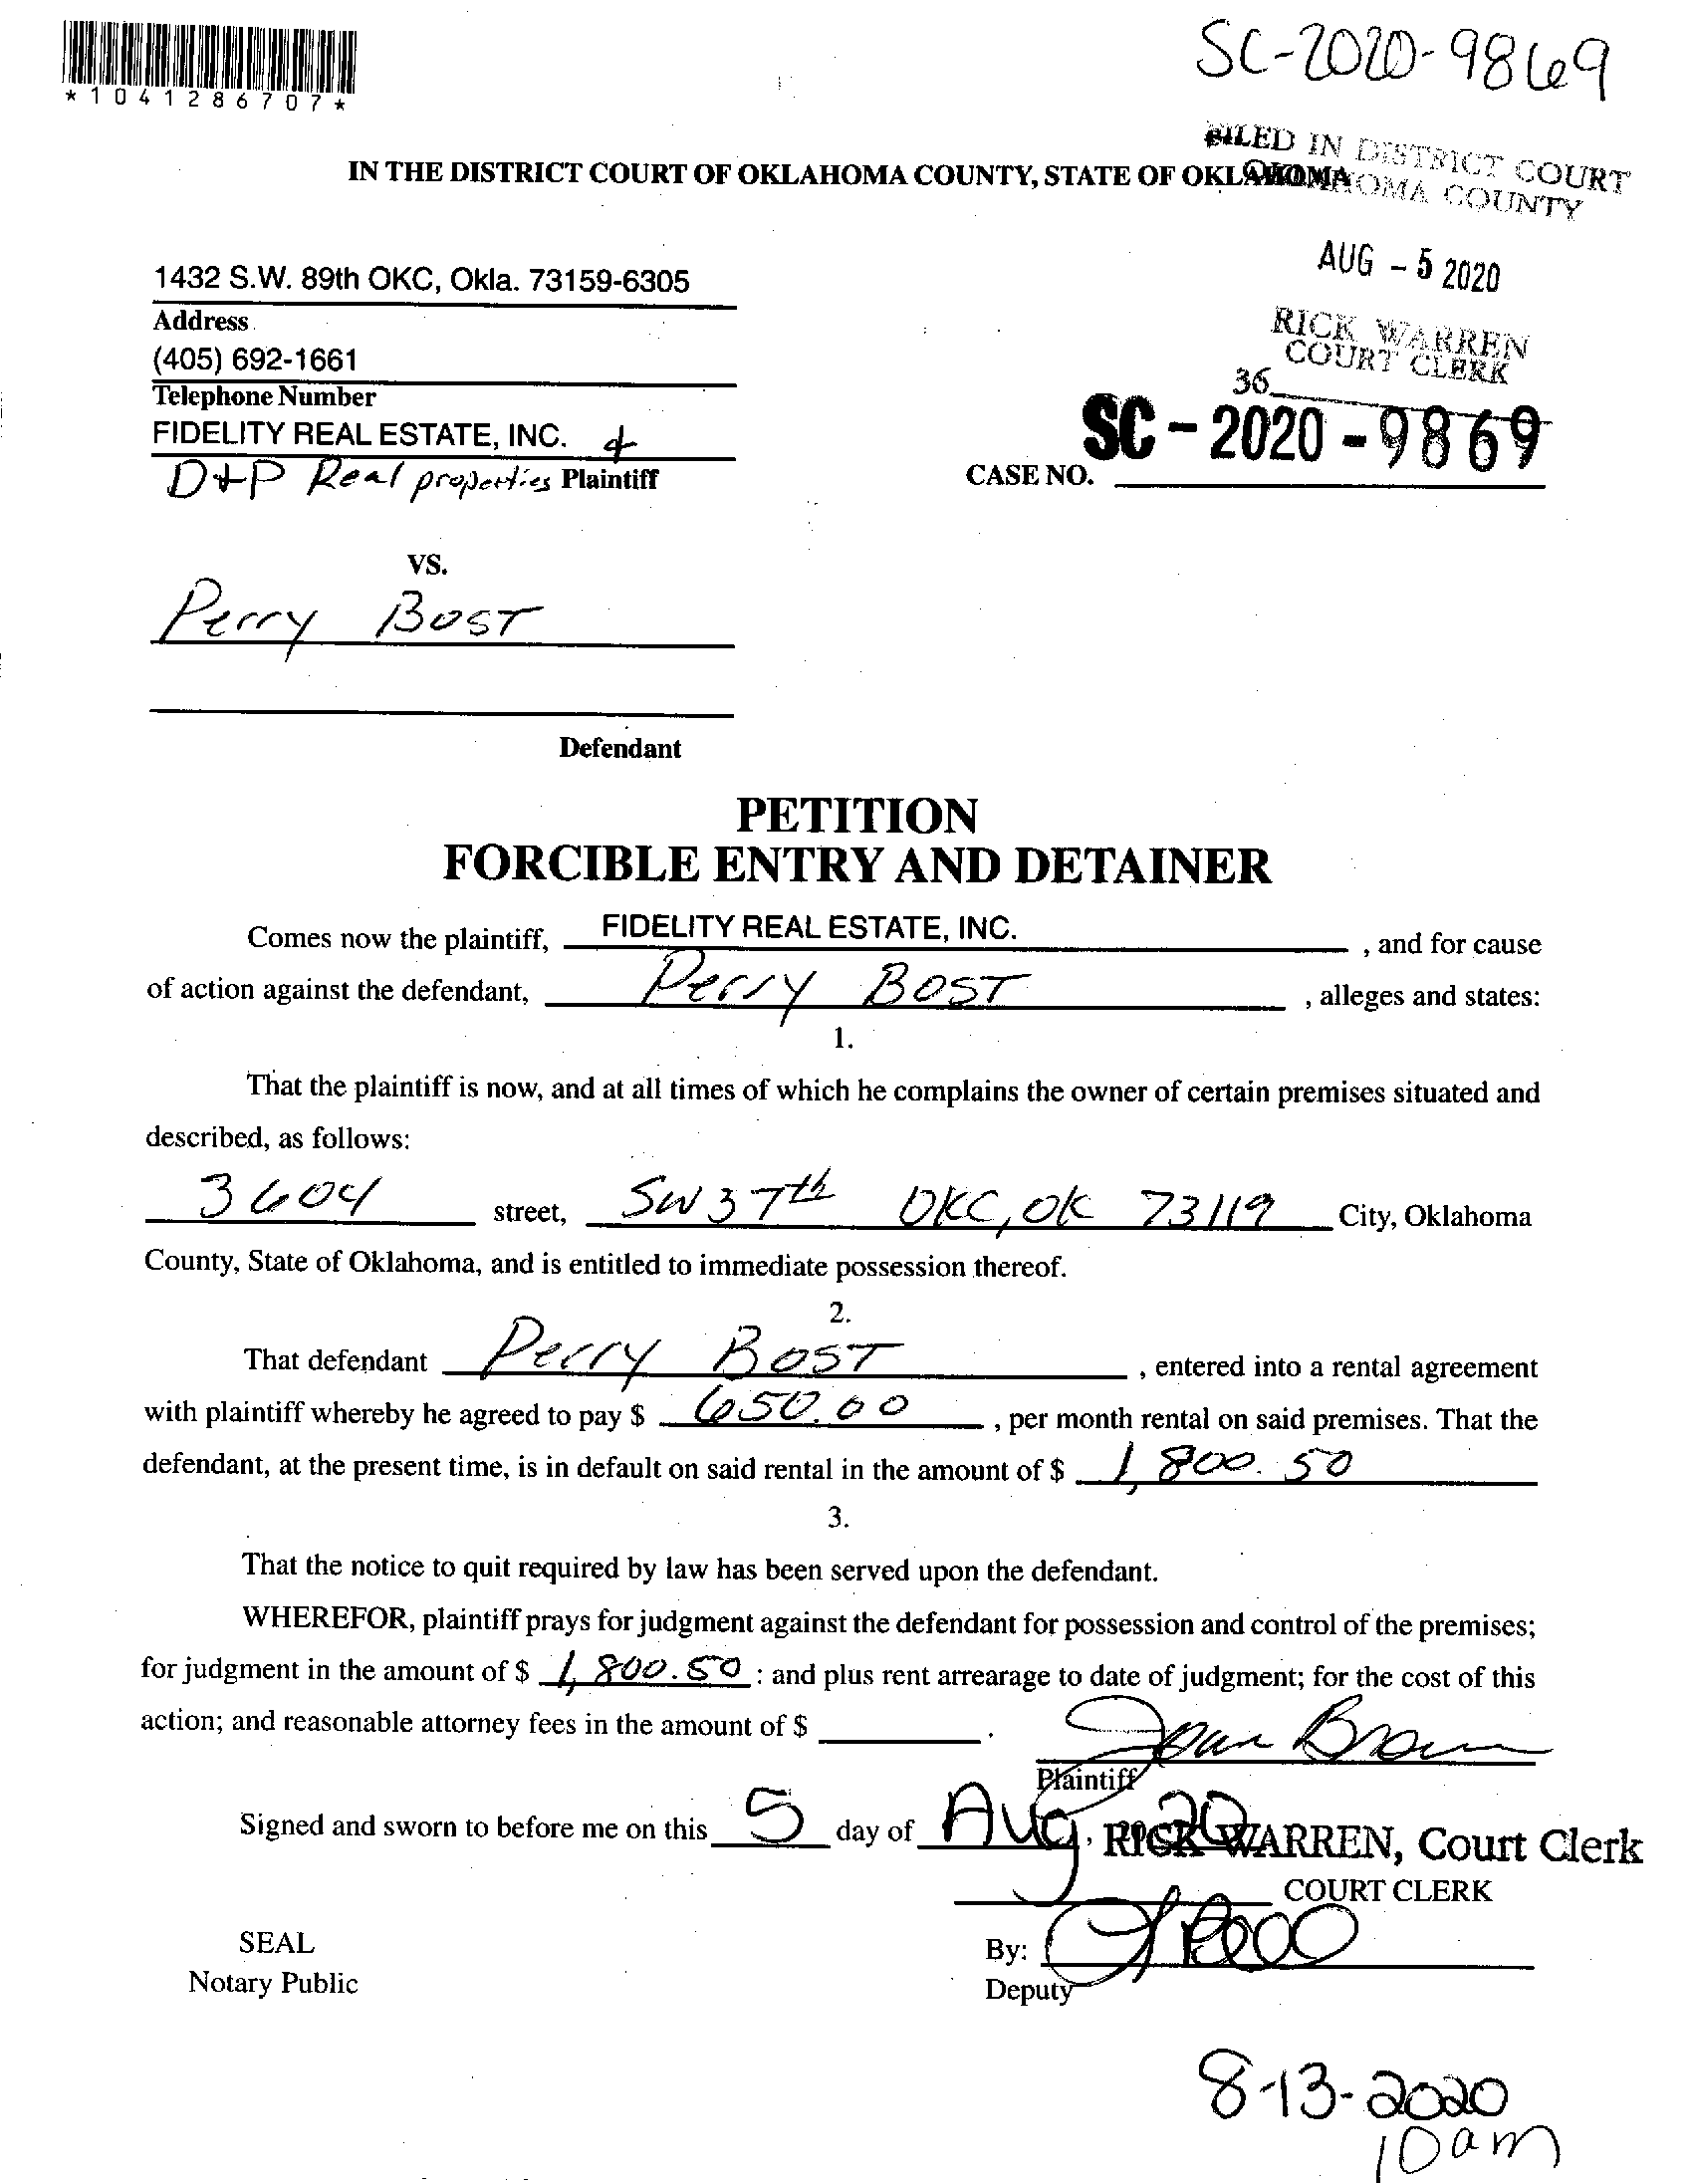 SC-2020-9869
*1041286707*
FILED IN DISTRICT COURT
OKLAHOMA COUNTY
IN THE DISTRICT COURT OF OKLAHOMA COUNTY, STATE OF OKLAHOMA
AUG - 5 2020
1432 S.W. 89th OKC, Okla. 73159-6305
Address
RICK WARREN
COURT CLERK
(405) 692-1661
36
Telephone Number
FIDELITY REAL ESTATE, INC. &
D+P Real properties Plaintiff
CASE NO. SC-2020-9869
VS.
Perry Bost
Defendant
PETITION
FORCIBLE ENTRY AND DETAINER
Comes now the plaintiff, FIDELITY REAL ESTATE, INC. , and for cause
of action against the defendant, Perry Bost , alleges and states:
1.
That the plaintiff is now, and at all times of which he complains the owner of certain premises situated and
described, as follows:
3604 street, SW 37th OKC, OK 73119 City, Oklahoma
County, State of Oklahoma, and is entitled to immediate possession thereof.
2.
That defendant Perry Bost , entered into a rental agreement
with plaintiff whereby he agreed to pay $ 650.00 , per month rental on said premises. That the
defendant, at the present time, is in default on said rental in the amount of $ 1,800.50
3.
That the notice to quit required by law has been served upon the defendant.
WHEREFOR, plaintiff prays for judgment against the defendant for possession and control of the premises;
for judgment in the amount of $ 1,800.50 : and plus rent arrearage to date of judgment; for the cost of this
action; and reasonable attorney fees in the amount of $ .
Joan Brown
Plaintiff
Signed and sworn to before me on this 5 day of Aug, 20
RICK WARREN, Court Clerk
COURT CLERK
SEAL
By:
Notary Public
Deputy
8-13-2020
10am